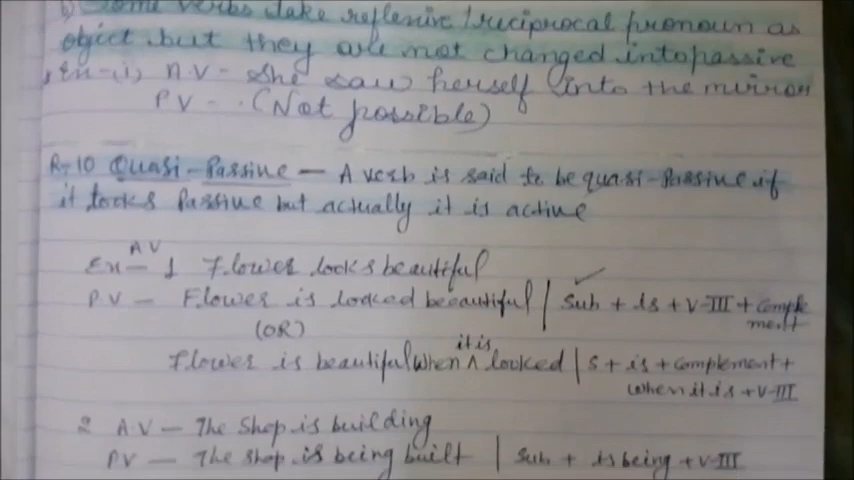 b) Some verbs take reflexive/reciprocal pronoun as
object but they are not changed into passive
Ex-(i) A V - She saw herself into the mirror
PV - . (Not possible)
R-10 Quasi-Passive - A verb is said to be quasi-Passive if
it looks Passive but actually it is active
AV
Ex- 1 Flower looks beautiful
PV - Flower is looked beeautiful | Sub + is + V-III + comple
ment
(OR)
it is
Flower is beautiful when ^ looked | S + is + complement +
when it is + V-III
2 AV - The Shop is building
PV - The shop is being built | Sub + is being + V-III